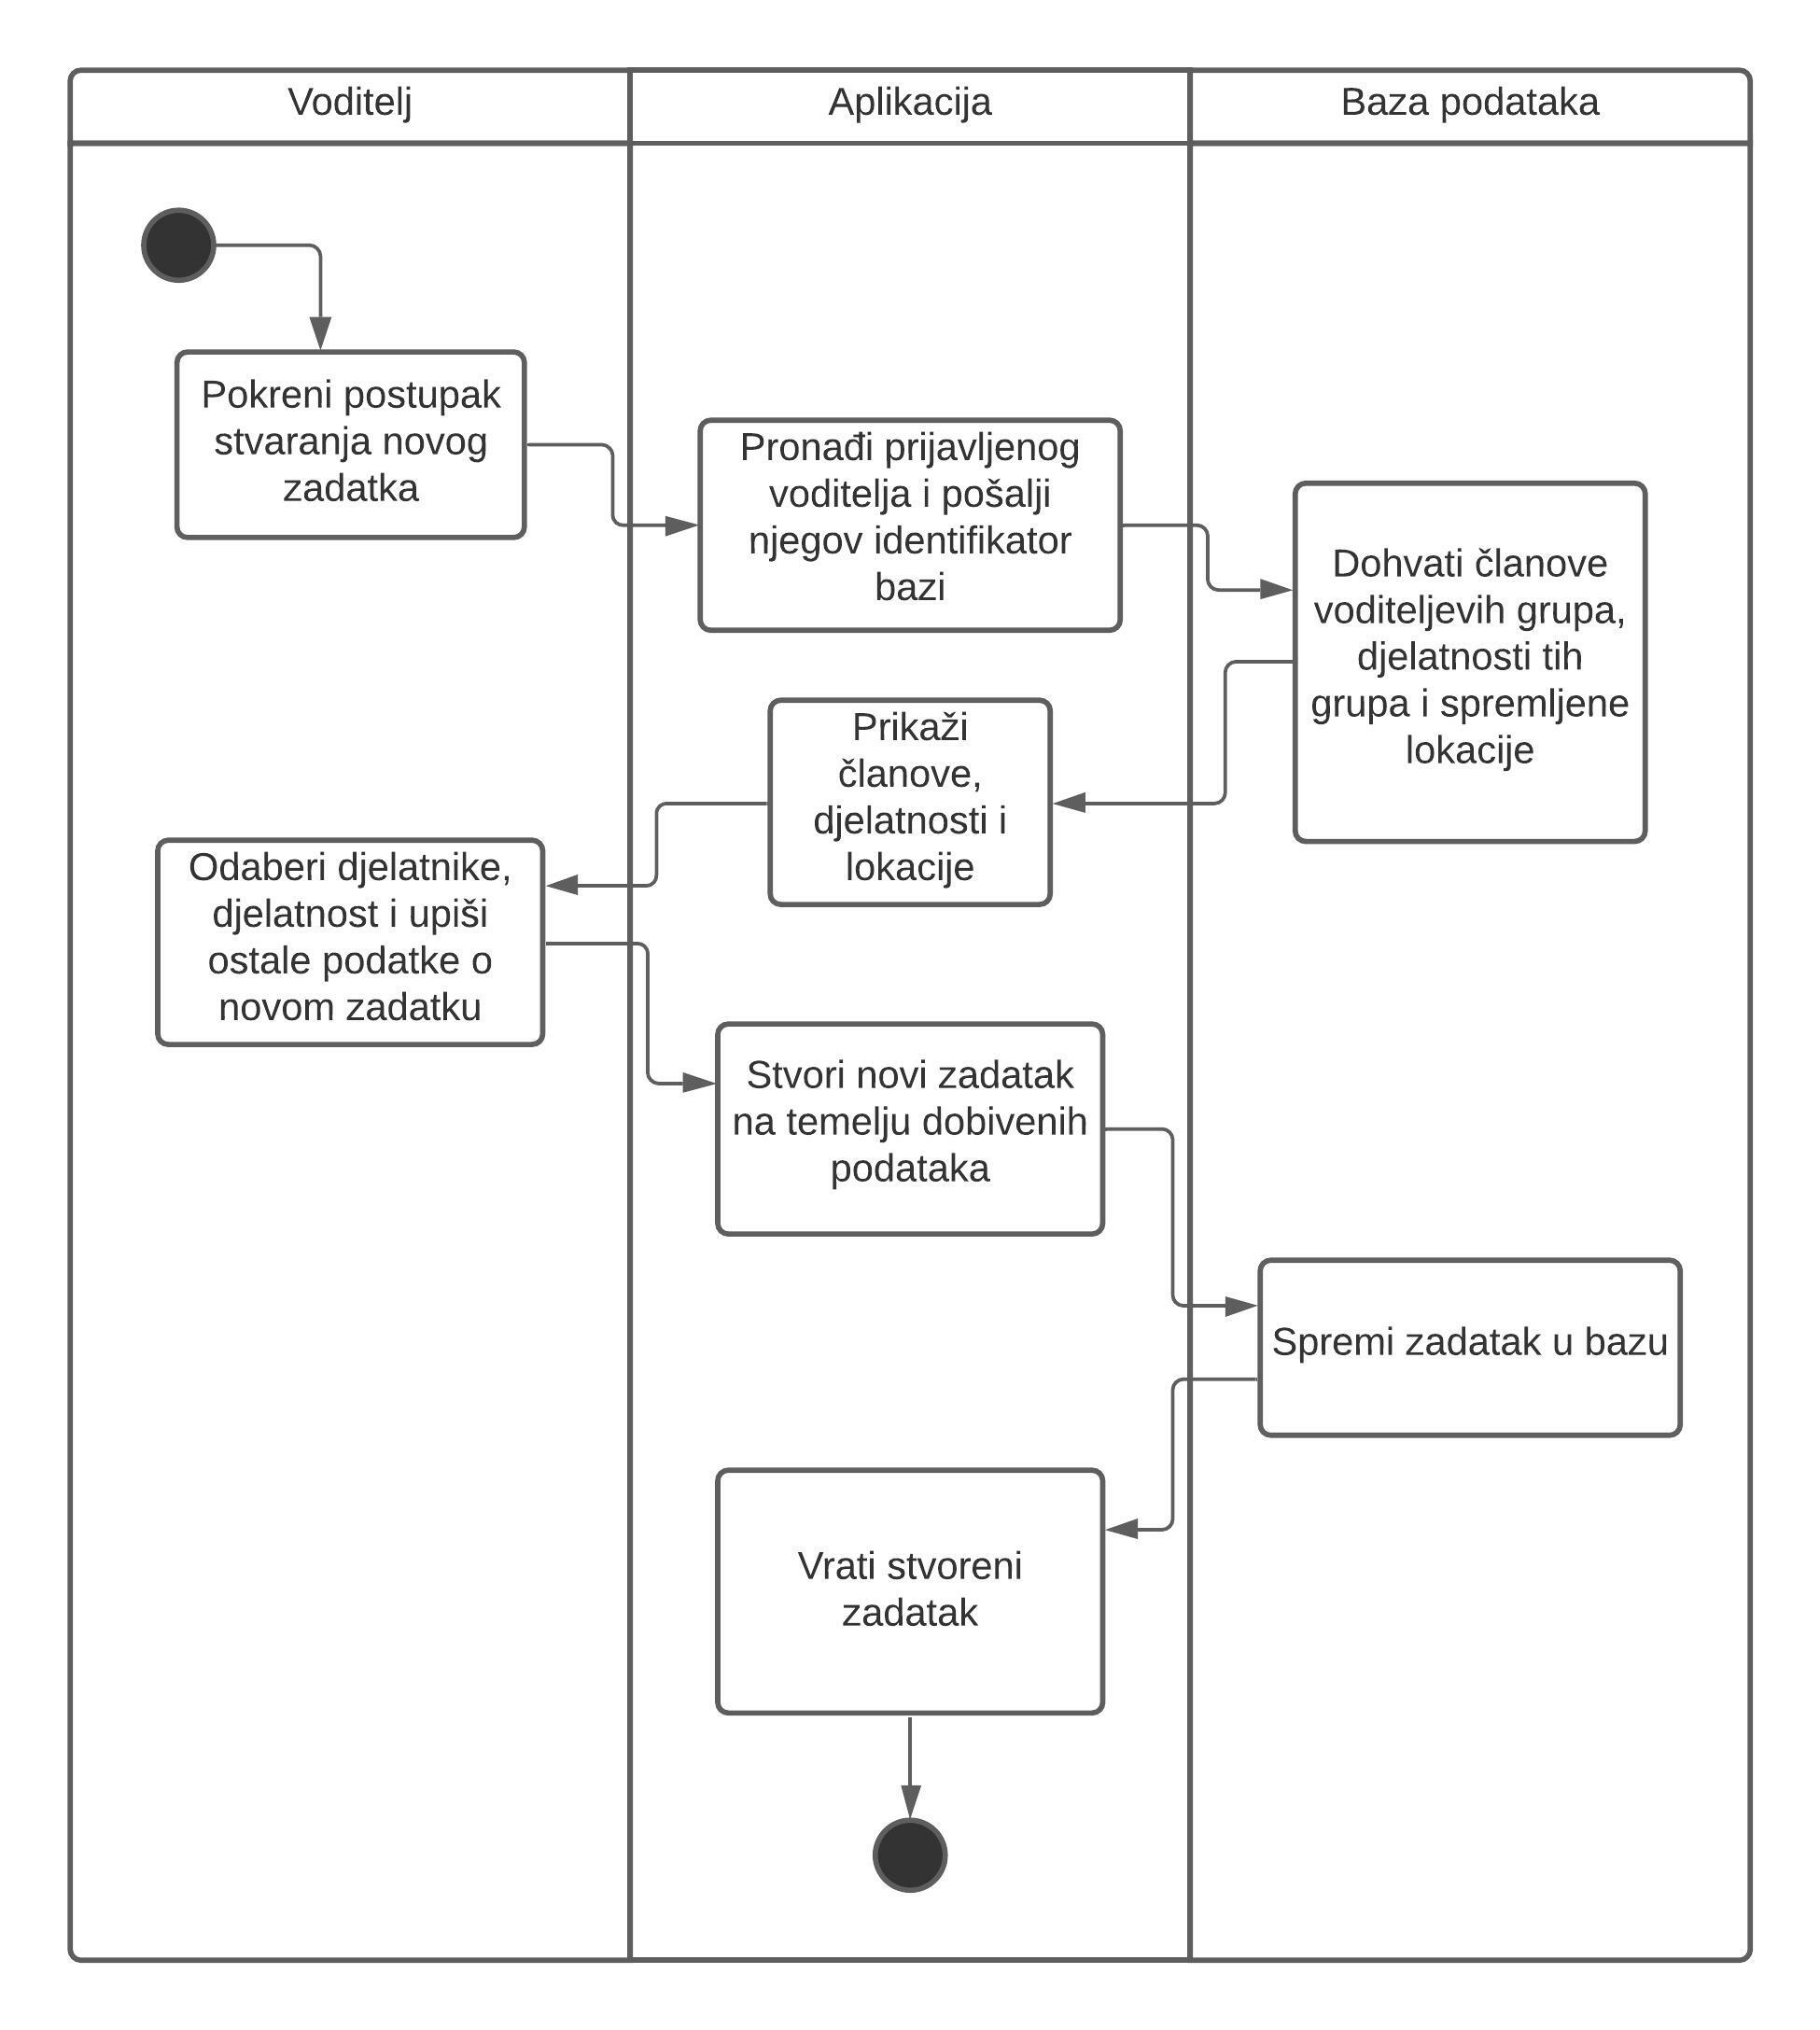 Voditelj
Aplikacija
Baza podataka
Pokreni postupak
stvaranja novog
zadatka
Pronađi prijavljenog
voditelja i pošalji
njegov identifikator
bazi
Dohvati članove
voditeljevih grupa,
djelatnosti tih
grupa i spremljene
lokacije
Prikaži
članove,
djelatnosti i
lokacije
Odaberi djelatnike,
djelatnost i upiši
ostale podatke o
novom zadatku
Stvori novi zadatak
na temelju dobivenih
podataka
Spremi zadatak u bazu
Vrati stvoreni
zadatak